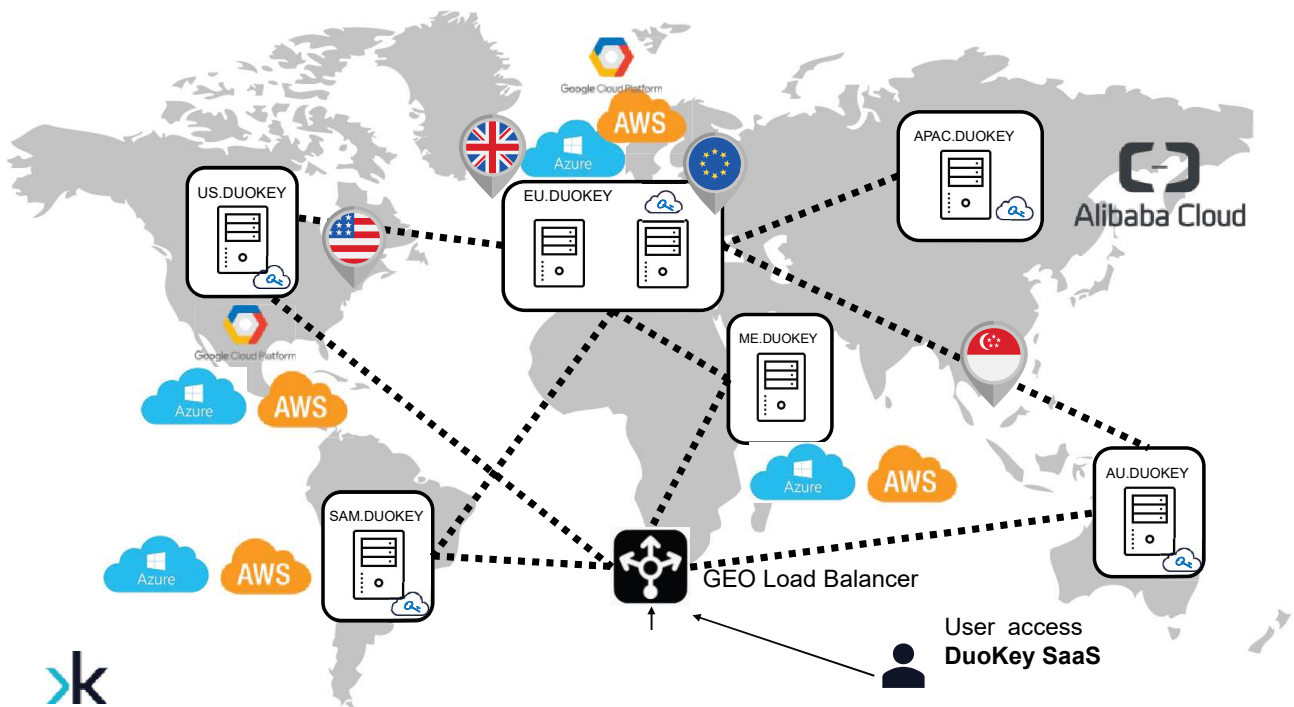 Google Cloud Platform
AWS
Azure
APAC.DUOKEY
Alibaba Cloud
US.DUOKEY
EU.DUOKEY
Google Cloud Platform
Azure
AWS
ME.DUOKEY
Azure
AWS
AU.DUOKEY
SAM.DUOKEY
Azure
AWS
GEO Load Balancer
User access
DuoKey SaaS
k